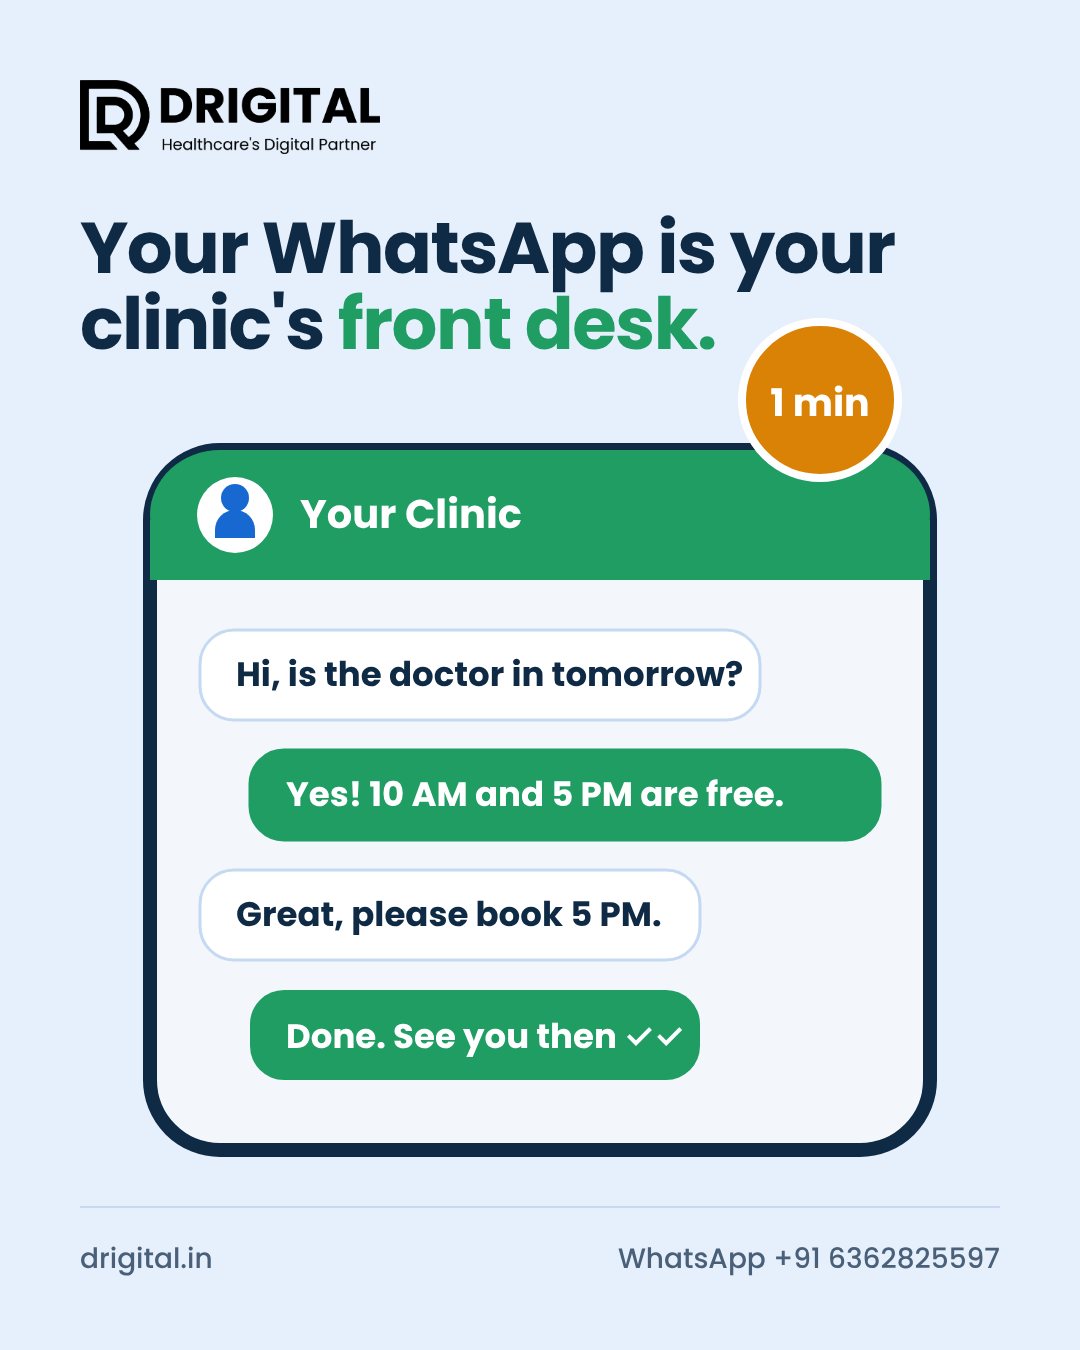 DRIGITAL
Healthcare's Digital Partner
Your WhatsApp is your
clinic's front desk.
1 min
Your Clinic
Hi, is the doctor in tomorrow?
Yes! 10 AM and 5 PM are free.
Great, please book 5 PM.
Done. See you then ✓✓
drigital.in
WhatsApp +91 6362825597